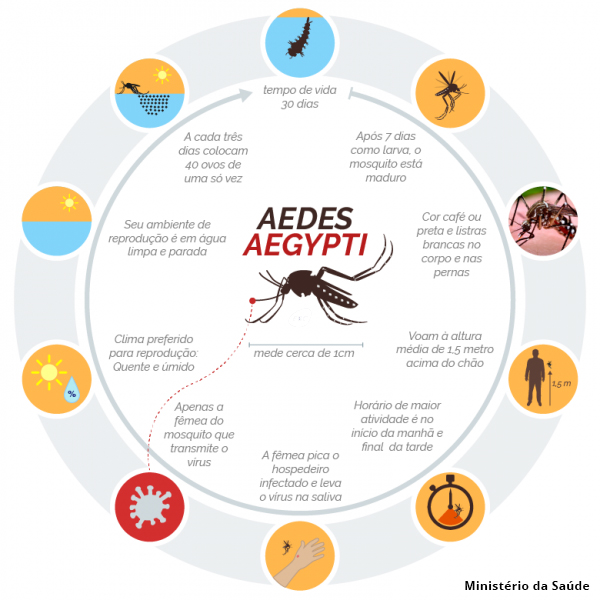 tempo de vida
30 dias
Após 7 dias
como larva, o
mosquito está
maduro
Cor café ou
preta e listras
brancas no
corpo e nas
pernas
Voam à altura
média de 1,5 metro
acima do chão
1,5 m
Horário de maior
atividade é no
início da manhã e
final da tarde
A fêmea pica o
hospedeiro
infectado e leva
o vírus na saliva
Apenas a
fêmea do
mosquito que
transmite o
vírus
Clima preferido
para reprodução:
Quente e úmido
%
Seu ambiente de
reprodução é em água
limpa e parada
A cada três
dias colocam
40 ovos de
uma só vez
AEDES
AEGYPTI
mede cerca de 1cm
Ministério da Saúde